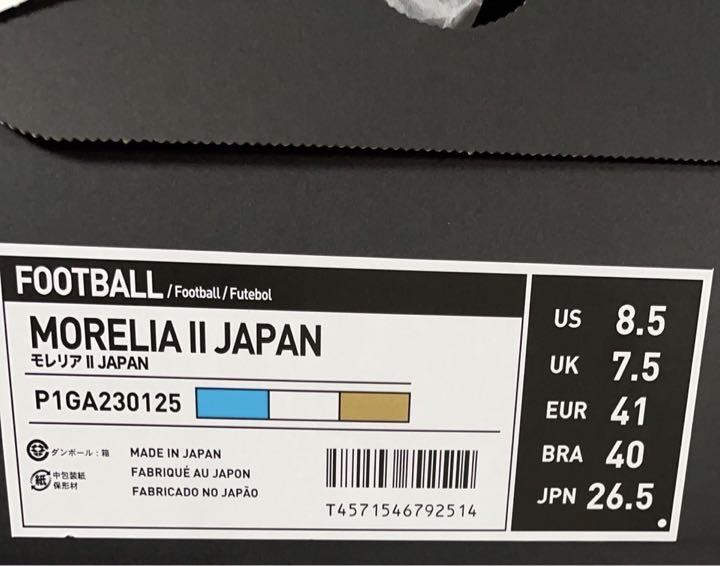 FOOTBALL / Football / Futebol
MORELIA II JAPAN
モレリア II JAPAN
P1GA230125
ダンボール : 箱
紙 中包装紙
保形材
MADE IN JAPAN
FABRIQUÉ AU JAPON
FABRICADO NO JAPÃO
T4571546792514
US 8.5
UK 7.5
EUR 41
BRA 40
JPN 26.5